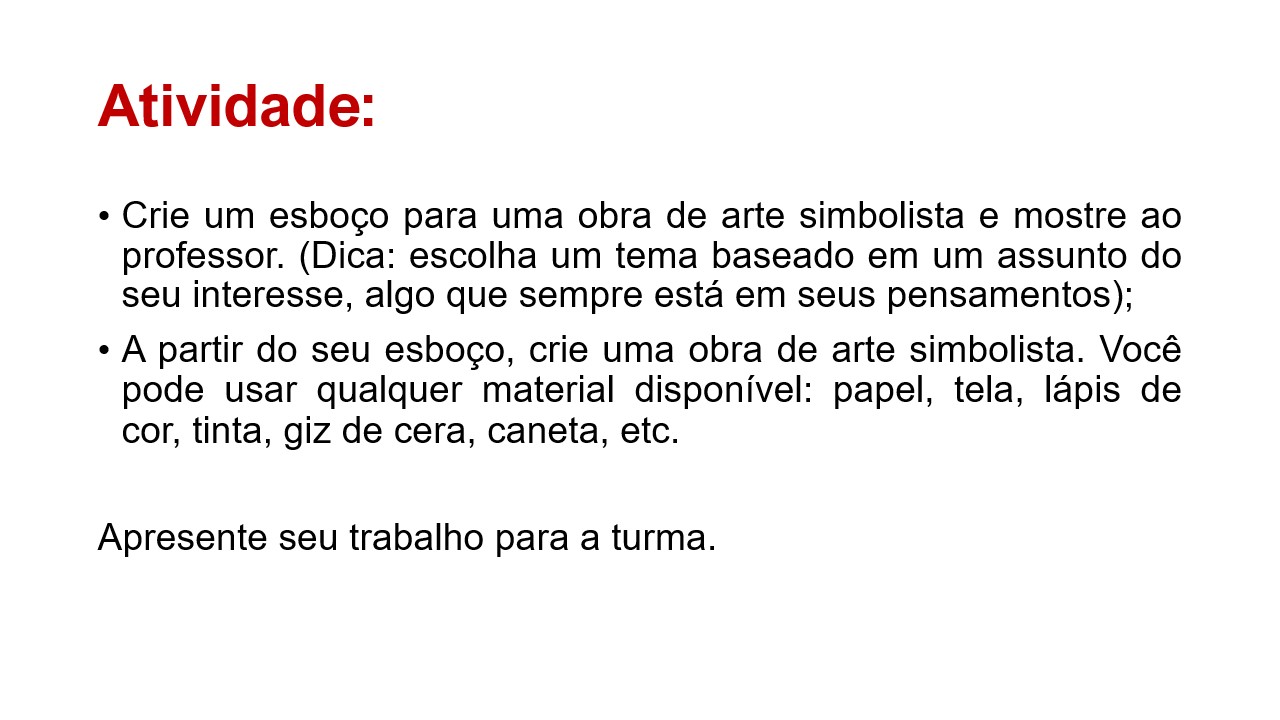 Atividade:
• Crie um esboço para uma obra de arte simbolista e mostre ao
professor. (Dica: escolha um tema baseado em um assunto do
seu interesse, algo que sempre está em seus pensamentos);
• A partir do seu esboço, crie uma obra de arte simbolista. Você
pode usar qualquer material disponível: papel, tela, lápis de
cor, tinta, giz de cera, caneta, etc.
Apresente seu trabalho para a turma.